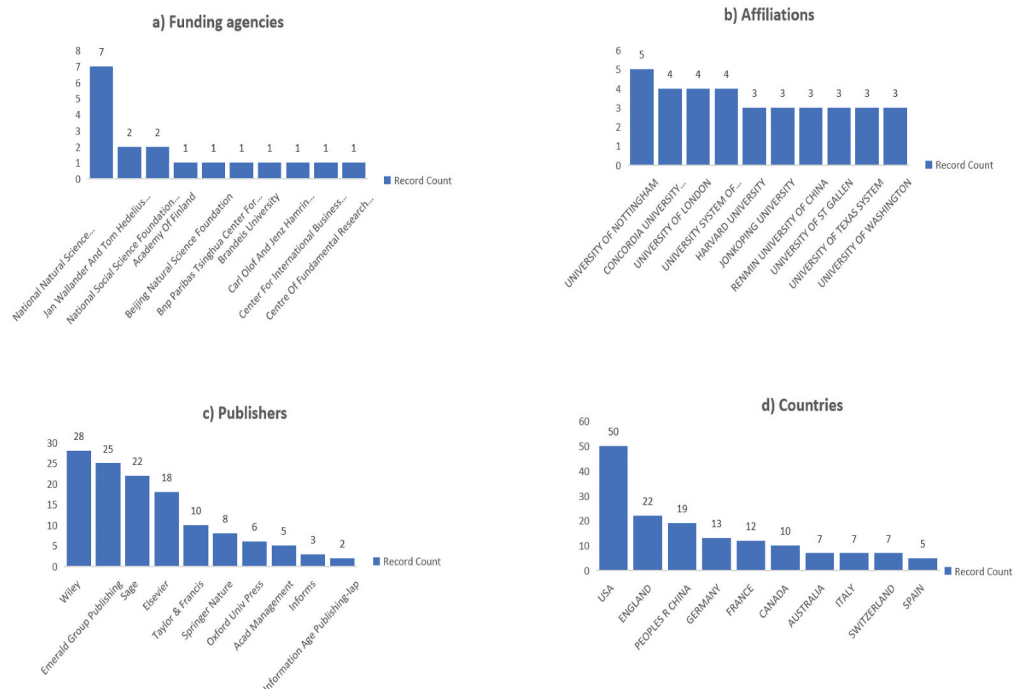 a) Funding agencies
8
7
6
5
4
3
2
1
0
7
2
2
1
1
1
1
1
1
1
National Natural Science...
Jan Wallander And Tom Hedelius...
National Social Science Foundation...
Academy Of Finland
Beijing Natural Science Foundation
Bnp Paribas Tsinghua Center For...
Brandeis University
Carl Olof And Jenz Hamrin...
Center For International Business...
Centre Of Fundamental Research...
Record Count
b) Affiliations
6
5
4
3
2
1
0
5
4
4
4
3
3
3
3
3
3
UNIVERSITY OF NOTTINGHAM
CONCORDIA UNIVERSITY...
UNIVERSITY OF LONDON
UNIVERSITY SYSTEM OF...
HARVARD UNIVERSITY
JONKOPING UNIVERSITY
RENMIN UNIVERSITY OF CHINA
UNIVERSITY OF ST GALLEN
UNIVERSITY OF TEXAS SYSTEM
UNIVERSITY OF WASHINGTON
Record Count
c) Publishers
30
25
20
15
10
5
0
28
25
22
18
10
8
6
5
3
2
Wiley
Emerald Group Publishing
Sage
Elsevier
Taylor & Francis
Springer Nature
Oxford Univ Press
Acad Management
Informs
Information Age Publishing-Iap
Record Count
d) Countries
60
50
40
30
20
10
0
50
22
19
13
12
10
7
7
7
5
USA
ENGLAND
PEOPLES R CHINA
GERMANY
FRANCE
CANADA
AUSTRALIA
ITALY
SWITZERLAND
SPAIN
Record Count